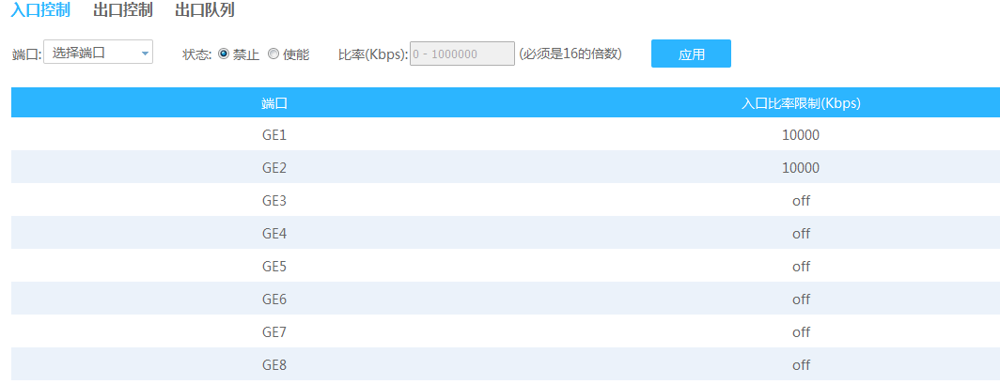 入口控制 出口控制 出口队列
端口: 选择端口 状态: 禁止 使能 比率(Kbps): 0 - 1000000 (必须是16的倍数) 应用
端口 入口比率限制(Kbps)
GE1 10000
GE2 10000
GE3 off
GE4 off
GE5 off
GE6 off
GE7 off
GE8 off